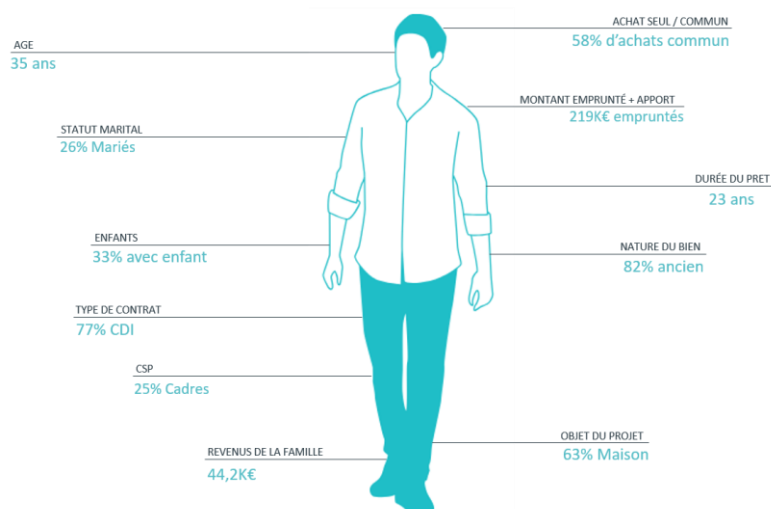 ACHAT SEUL / COMMUN
58% d'achats commun
AGE
35 ans
MONTANT EMPRUNTÉ + APPORT
219K€ empruntés
STATUT MARITAL
26% Mariés
DURÉE DU PRET
23 ans
ENFANTS
33% avec enfant
NATURE DU BIEN
82% ancien
TYPE DE CONTRAT
77% CDI
CSP
25% Cadres
OBJET DU PROJET
63% Maison
REVENUS DE LA FAMILLE
44,2K€